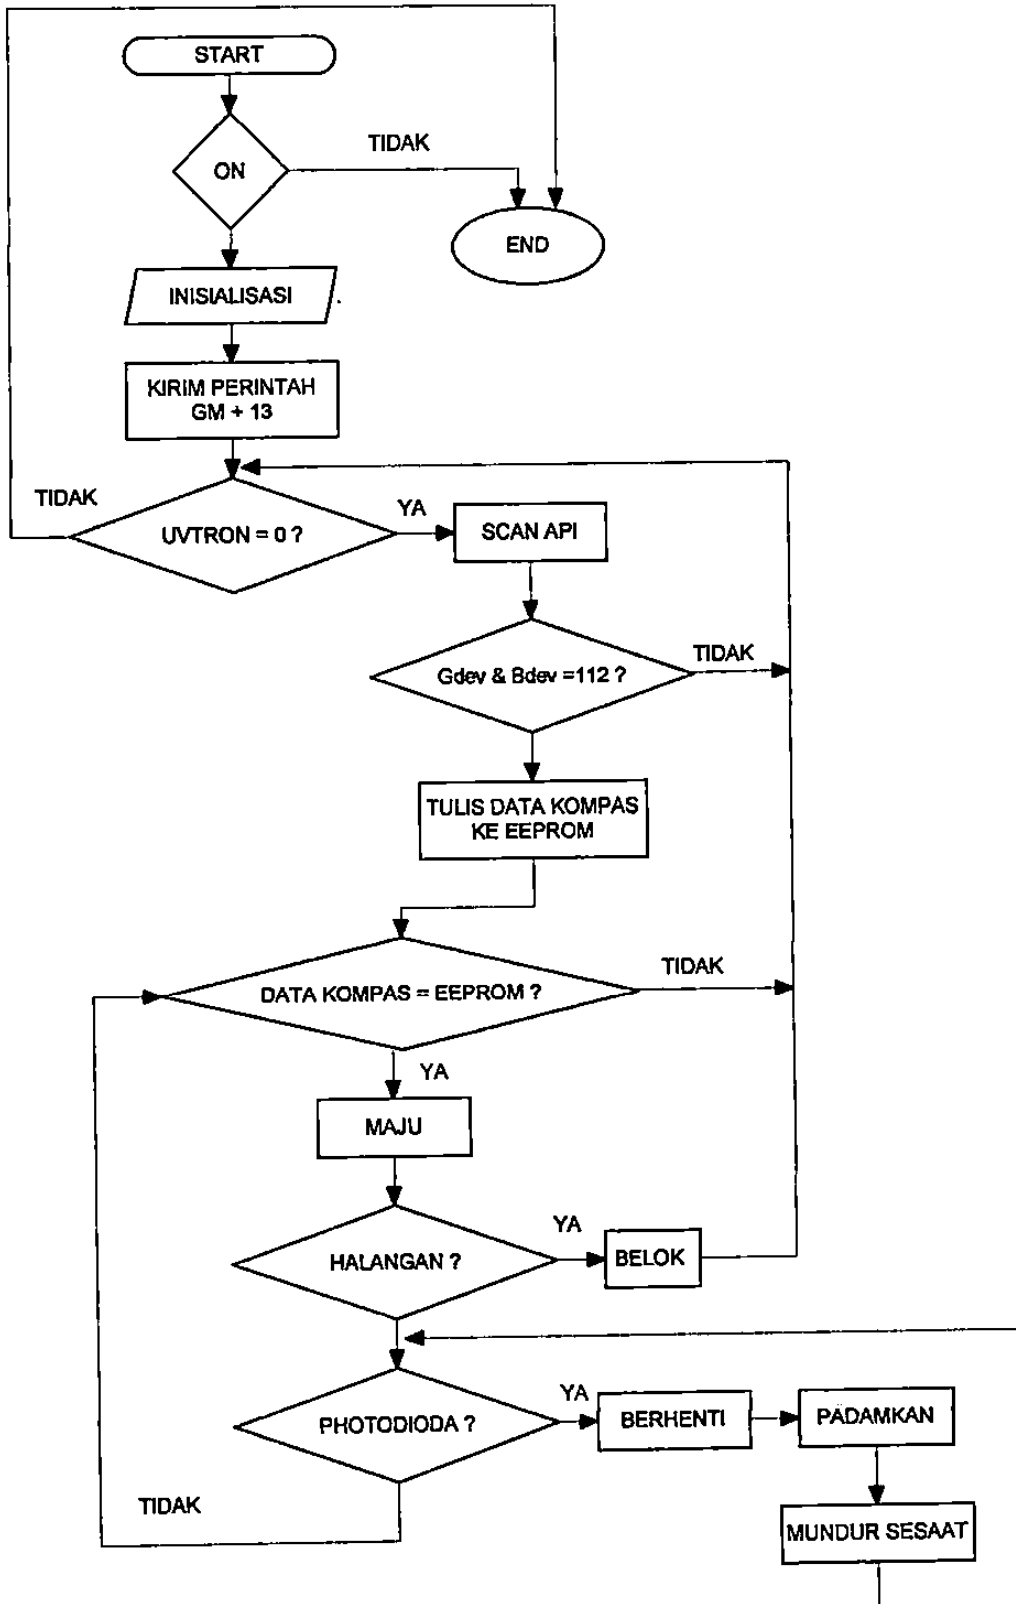 START
TIDAK
ON
END
INISIALISASI
KIRIM PERINTAH
GM + 13
TIDAK
YA
UVTRON = 0 ?
SCAN API
TIDAK
Gdev & Bdev =112 ?
TULIS DATA KOMPAS
KE EEPROM
TIDAK
DATA KOMPAS = EEPROM ?
YA
MAJU
YA
HALANGAN ?
BELOK
YA
PHOTODIODA ?
BERHENTI
PADAMKAN
TIDAK
MUNDUR SESAAT